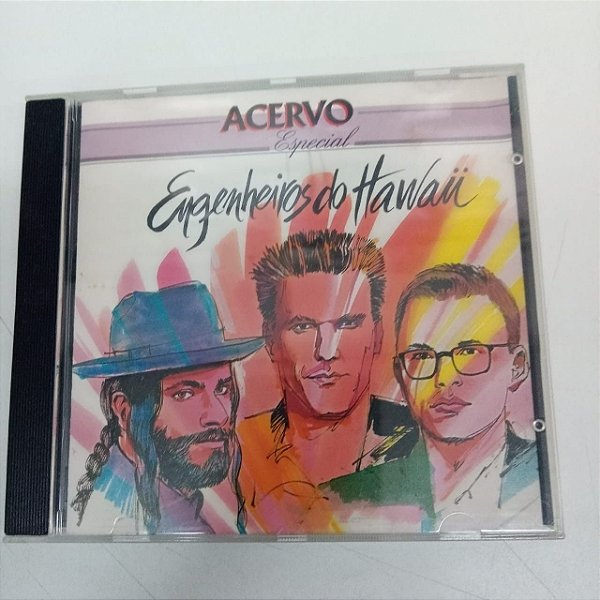 ACERVO
Especial
Engenheiros do Hawaii